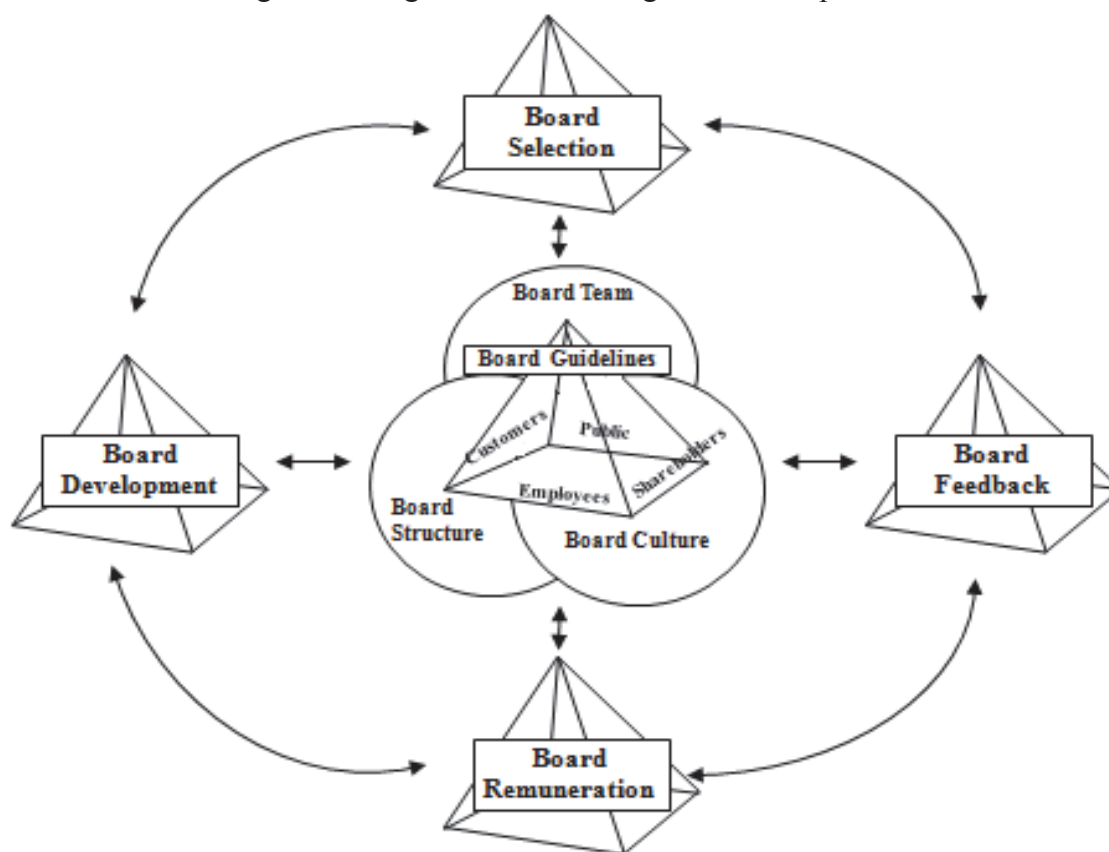 Board
Selection
Board Team
Board Guidelines
Customers
Public
Shareholders
Employees
Board
Structure
Board Culture
Board
Development
Board
Feedback
Board
Remuneration